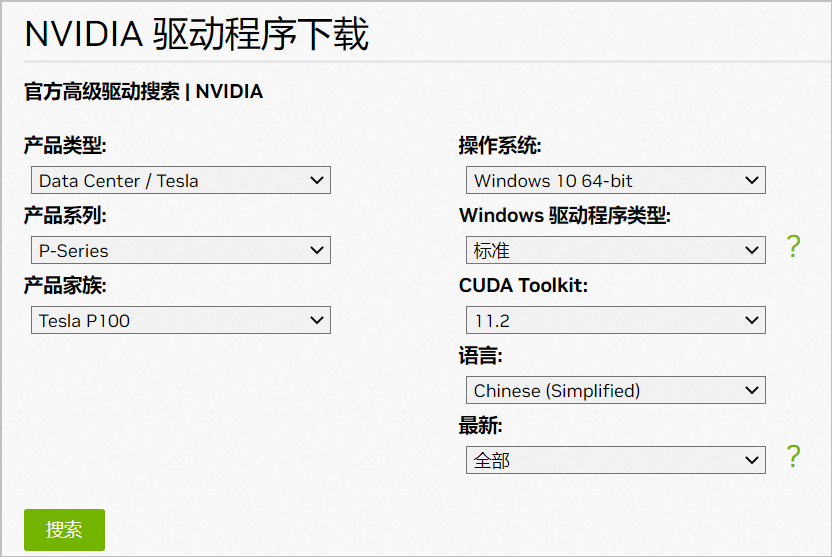 NVIDIA 驱动程序下载
官方高级驱动搜索 | NVIDIA
产品类型:
Data Center / Tesla
产品系列:
P-Series
产品家族:
Tesla P100
操作系统:
Windows 10 64-bit
Windows 驱动程序类型:
标准
?
CUDA Toolkit:
11.2
语言:
Chinese (Simplified)
最新:
全部
?
搜索